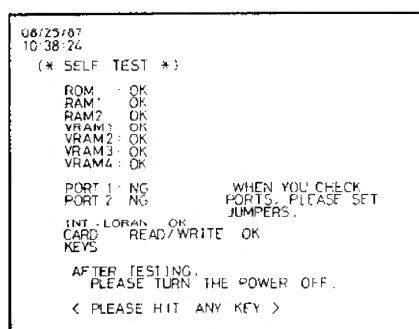 08/25/87
10:38:24
(* SELF TEST *)
ROM : OK
RAM1 OK
RAM2 OK
VRAM1 OK
VRAM2: OK
VRAM3: OK
VRAM4: OK
PORT 1: NG WHEN YOU CHECK
PORT 2 NG PORTS, PLEASE SET
JUMPERS.
INT.-LORAN OK
CARD READ/WRITE OK
KEYS
AFTER TESTING,
PLEASE TURN THE POWER OFF.
< PLEASE HIT ANY KEY >